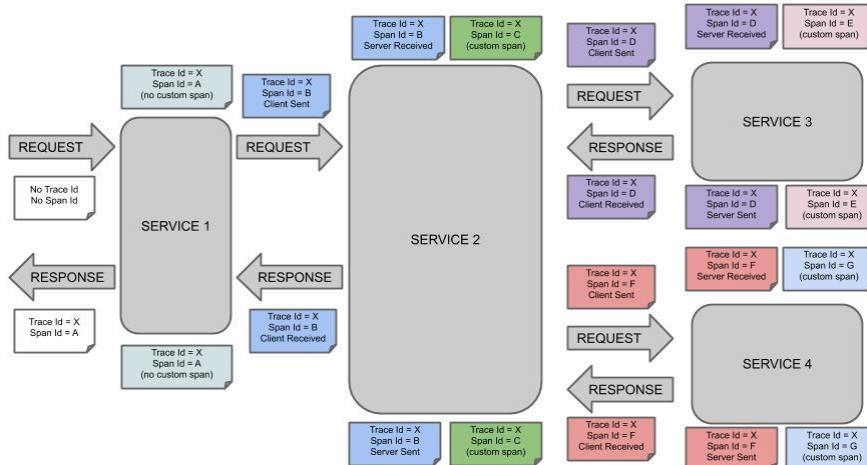 Trace Id = X
Span Id = B
Server Received
Trace Id = X
Span Id = C
(custom span)
Trace Id = X
Span Id = D
Client Sent
Trace Id = X
Span Id = D
Server Received
Trace Id = X
Span Id = E
(custom span)
Trace Id = X
Span Id = A
(no custom span)
Trace Id = X
Span Id = B
Client Sent
REQUEST
REQUEST
REQUEST
SERVICE 3
RESPONSE
No Trace Id
No Span Id
SERVICE 1
SERVICE 2
Trace Id = X
Span Id = D
Client Received
Trace Id = X
Span Id = D
Server Sent
Trace Id = X
Span Id = E
(custom span)
RESPONSE
RESPONSE
Trace Id = X
Span Id = F
Client Sent
Trace Id = X
Span Id = F
Server Received
Trace Id = X
Span Id = G
(custom span)
Trace Id = X
Span Id = A
Trace Id = X
Span Id = B
Client Received
REQUEST
SERVICE 4
Trace Id = X
Span Id = A
(no custom span)
RESPONSE
Trace Id = X
Span Id = B
Server Sent
Trace Id = X
Span Id = C
(custom span)
Trace Id = X
Span Id = F
Client Received
Trace Id = X
Span Id = F
Server Sent
Trace Id = X
Span Id = G
(custom span)